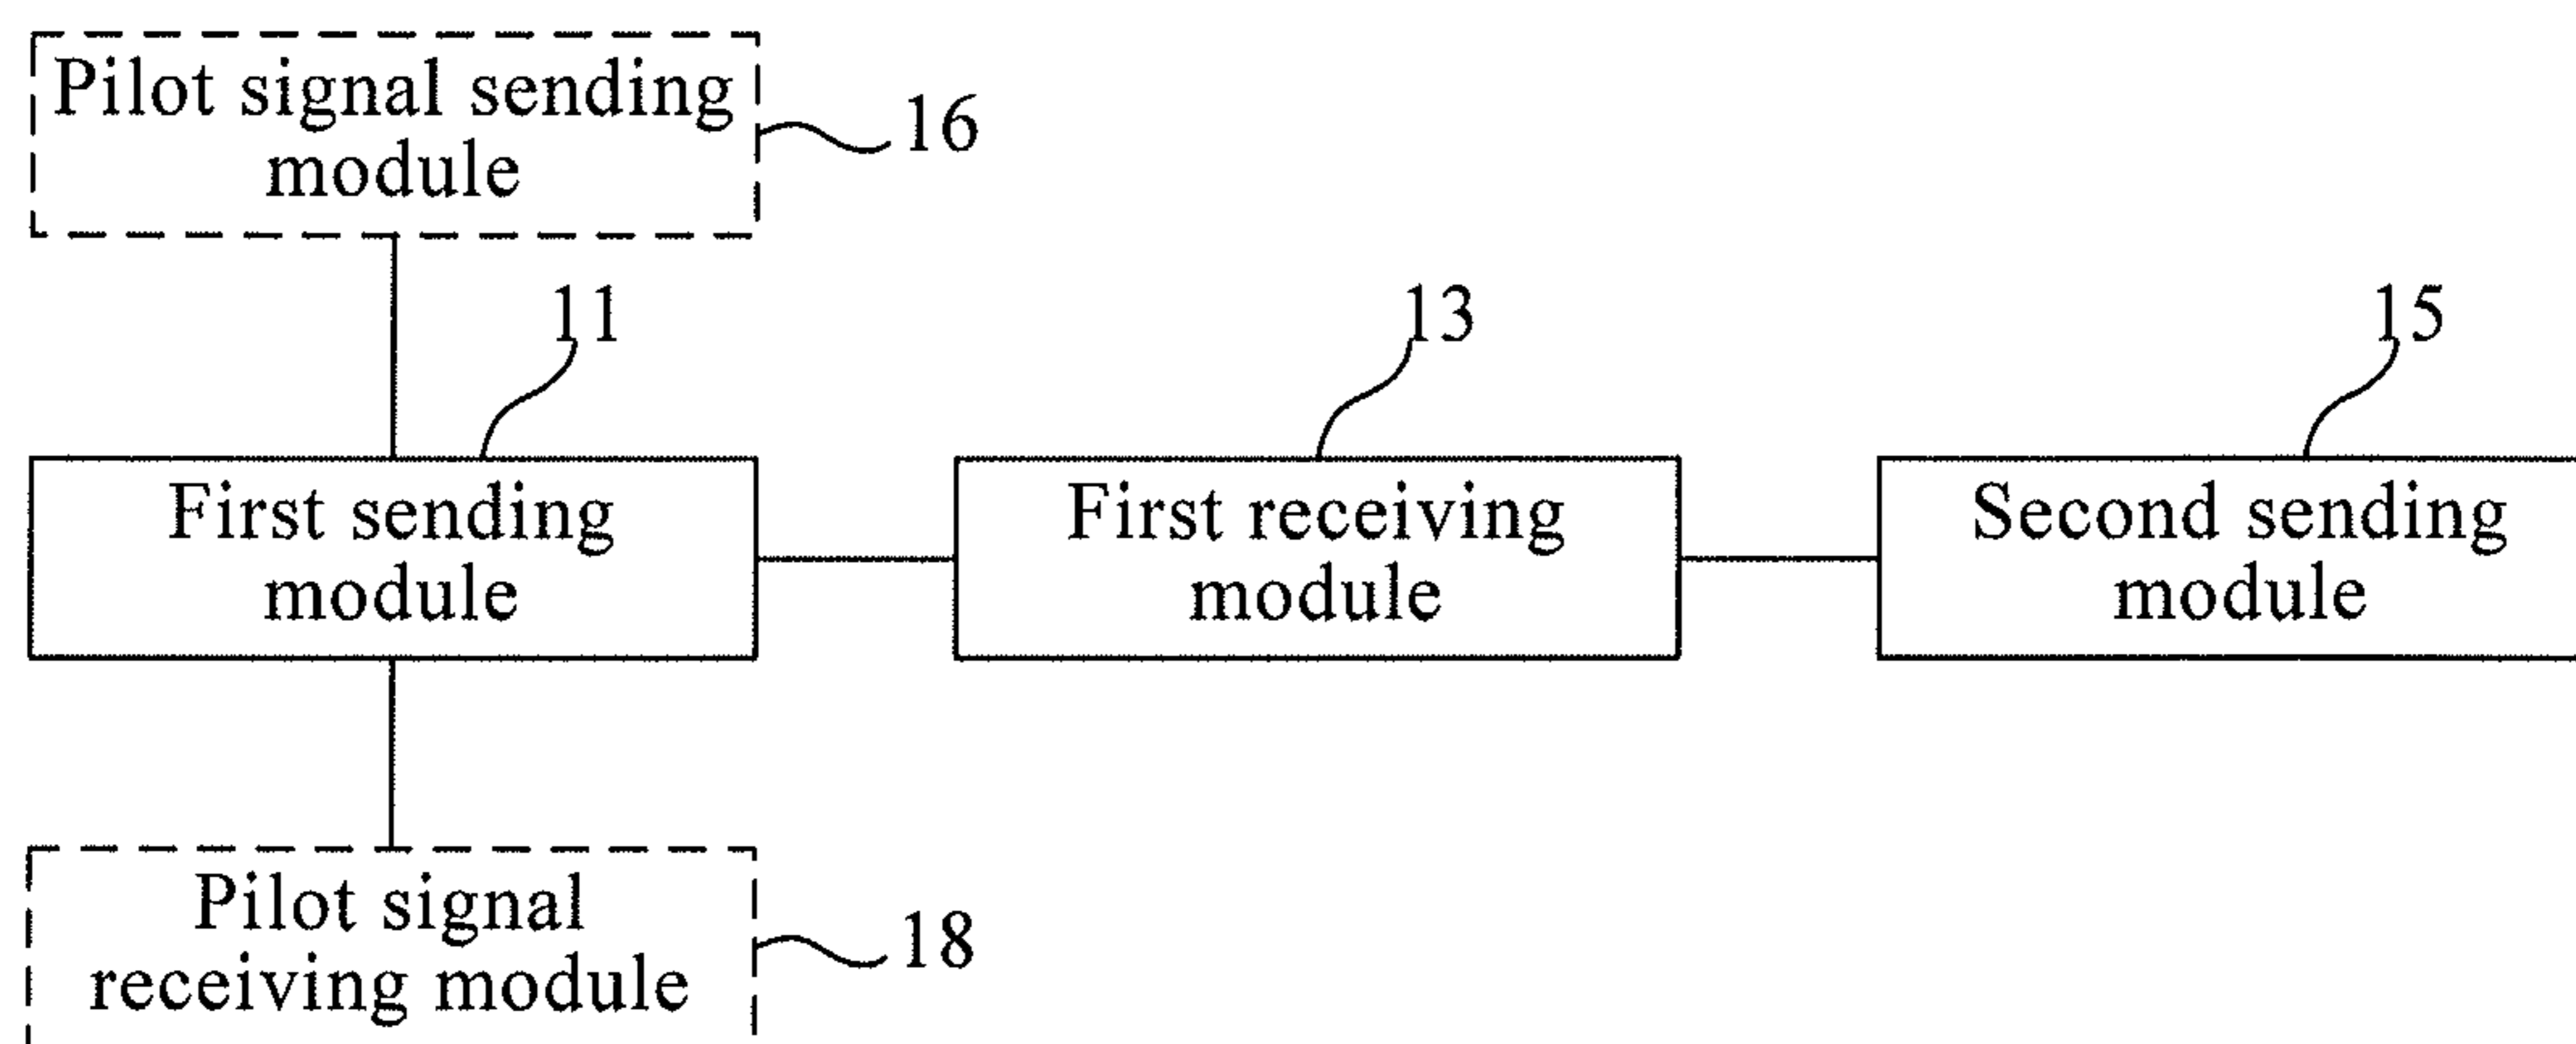 Pilot signal sending
module
16
11
13
15
First sending
module
First receiving
module
Second sending
module
Pilot signal
receiving module
18